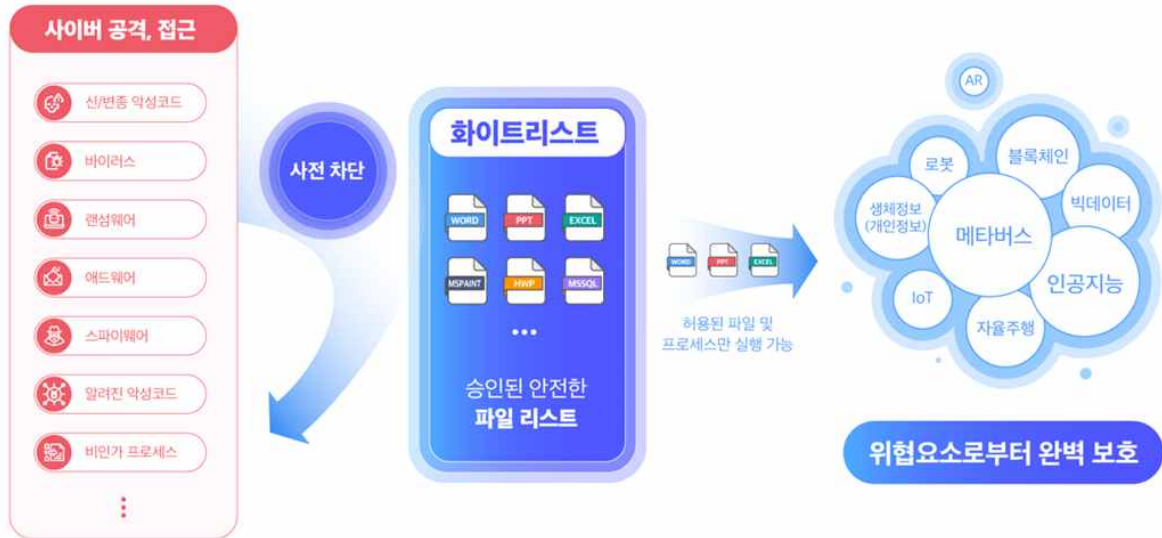 사이버 공격, 접근
신/변종 악성코드
바이러스
랜섬웨어
애드웨어
스파이웨어
알려진 악성코드
비인가 프로세스
사전 차단
화이트리스트
WORD
PPT
EXCEL
MSPAINT
HWP
MSSQL
승인된 안전한
파일 리스트
WORD
PPT
EXCEL
허용된 파일 및
프로세스만 실행 가능
AR
로봇
블록체인
생체정보
(개인정보)
메타버스
빅데이터
IoT
인공지능
자율주행
위협요소로부터 완벽 보호